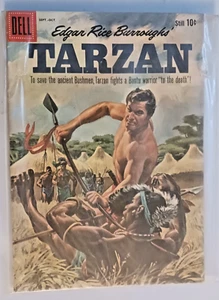 DELL
SEPT.-OCT.
Still 10¢
Edgar Rice Burroughs'
TARZAN
To save the ancient Bushmen, Tarzan fights a Bantu warrior "to the death"!